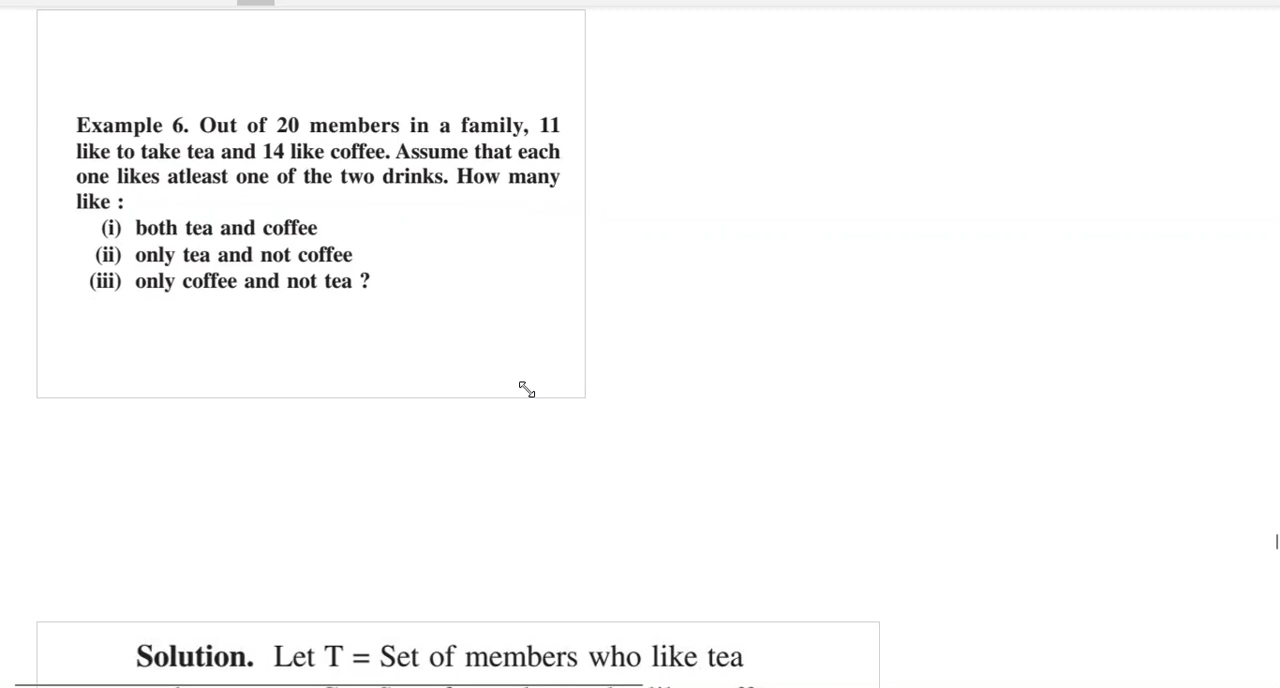 Example 6. Out of 20 members in a family, 11
like to take tea and 14 like coffee. Assume that each
one likes atleast one of the two drinks. How many
like :
(i) both tea and coffee
(ii) only tea and not coffee
(iii) only coffee and not tea ?
Solution. Let T = Set of members who like tea